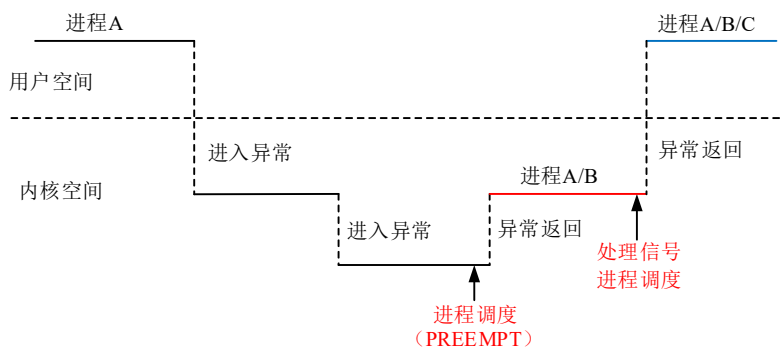 进程A
进程A/B/C
用户空间
进入异常
异常返回
进程A/B
内核空间
进入异常
异常返回
处理信号
进程调度
进程调度
（PREEMPT）